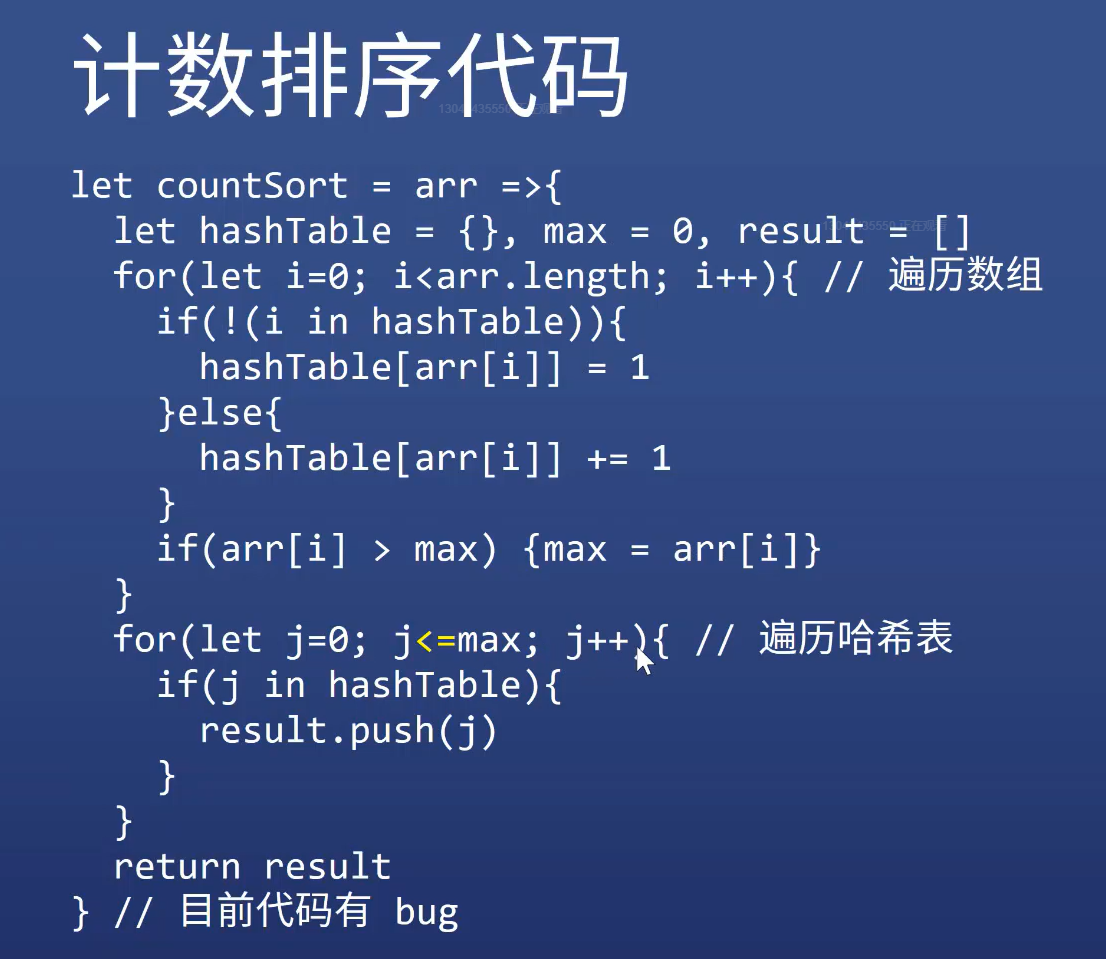 计数排序代码
let countSort = arr =>{
  let hashTable = {}, max = 0, result = []
  for(let i=0; i<arr.length; i++){ // 遍历数组
    if(!(i in hashTable)){
      hashTable[arr[i]] = 1
    }else{
      hashTable[arr[i]] += 1
    }
    if(arr[i] > max) {max = arr[i]}
  }
  for(let j=0; j<=max; j++){ // 遍历哈希表
    if(j in hashTable){
      result.push(j)
    }
  }
  return result
} // 目前代码有 bug